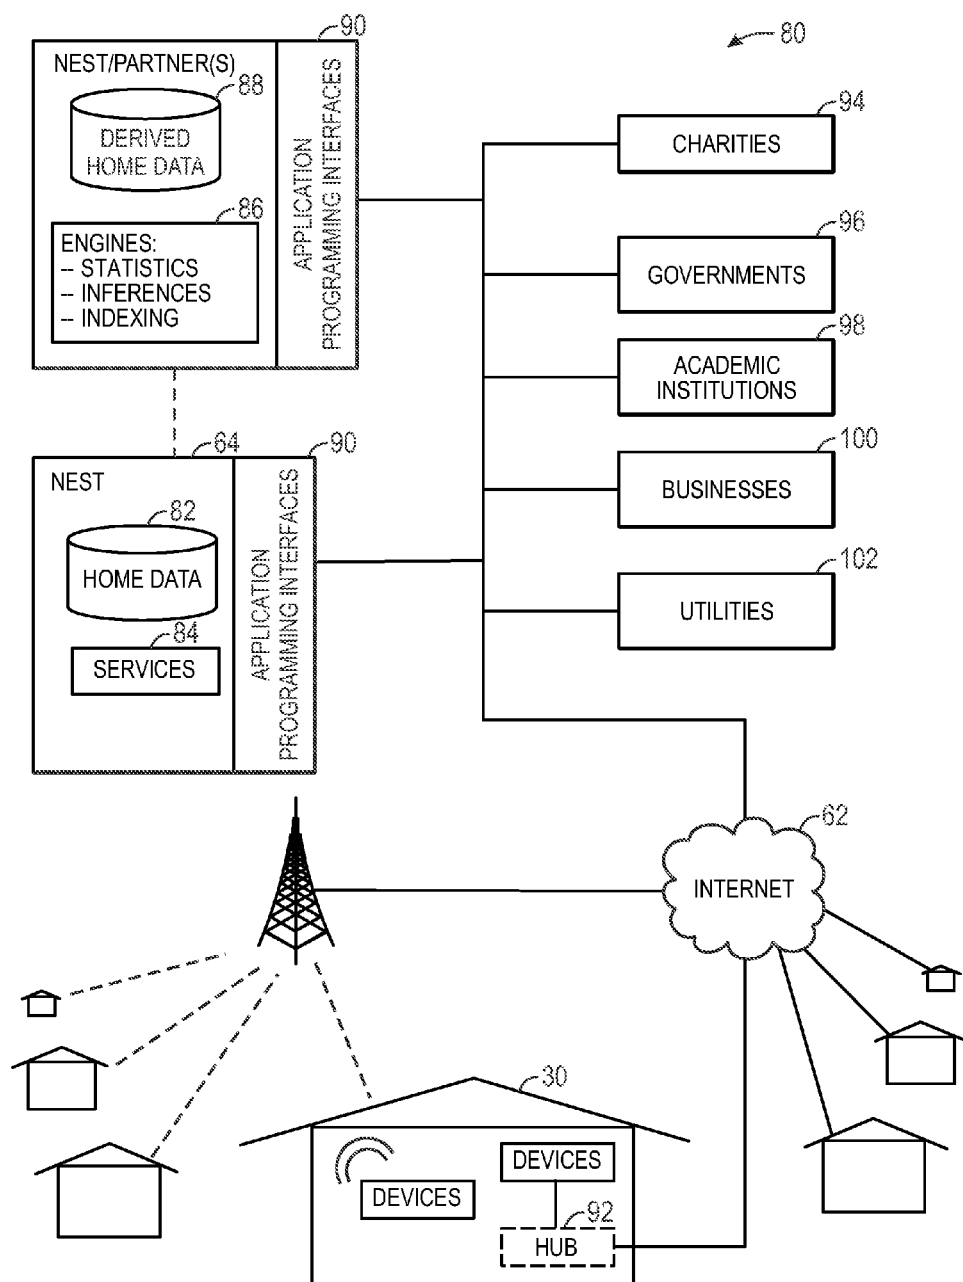 90
80
NEST/PARTNER(S)
88
DERIVED
HOME DATA
86
ENGINES:
-- STATISTICS
-- INFERENCES
-- INDEXING
APPLICATION
PROGRAMMING INTERFACES
94
CHARITIES
96
GOVERNMENTS
98
ACADEMIC
INSTITUTIONS
64
90
NEST
82
HOME DATA
84
SERVICES
APPLICATION
PROGRAMMING INTERFACES
100
BUSINESSES
102
UTILITIES
62
INTERNET
30
DEVICES
DEVICES
92
HUB